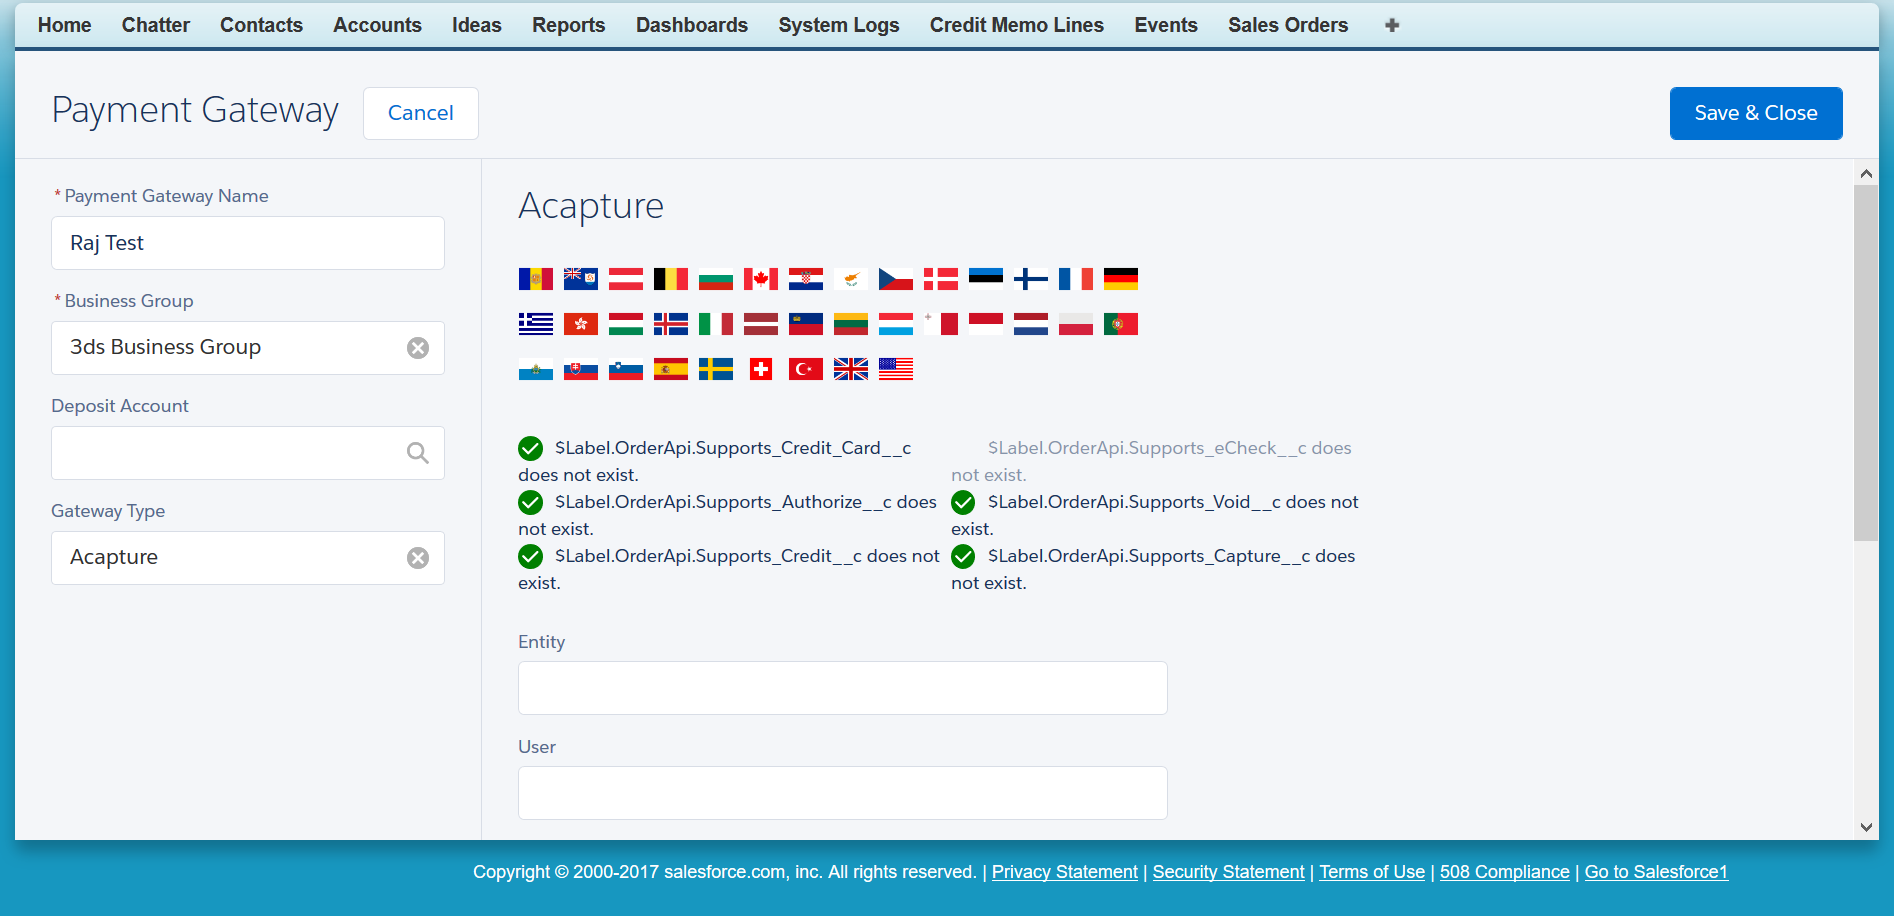 Home Chatter Contacts Accounts Ideas Reports Dashboards System Logs Credit Memo Lines Events Sales Orders
Payment Gateway Cancel Save & Close
* Payment Gateway Name
Raj Test
* Business Group
3ds Business Group
Deposit Account
Gateway Type
Acapture
Acapture
$Label.OrderApi.Supports_Credit_Card__c
does not exist.
$Label.OrderApi.Supports_eCheck__c does
not exist.
$Label.OrderApi.Supports_Authorize__c does
not exist.
$Label.OrderApi.Supports_Void__c does not
exist.
$Label.OrderApi.Supports_Credit__c does not
exist.
$Label.OrderApi.Supports_Capture__c does
not exist.
Entity
User
Copyright © 2000-2017 salesforce.com, inc. All rights reserved. | Privacy Statement | Security Statement | Terms of Use | 508 Compliance | Go to Salesforce1